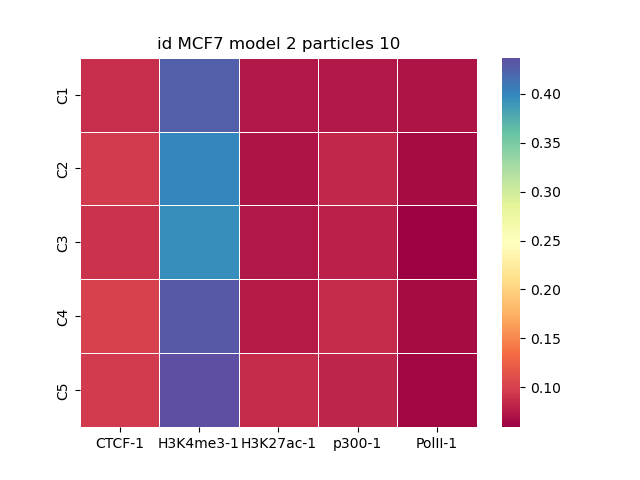 id MCF7 model 2 particles 10
C1
C2
C3
C4
C5
CTCF-1 H3K4me3-1 H3K27ac-1 p300-1 PolII-1
0.40
0.35
0.30
0.25
0.20
0.15
0.10